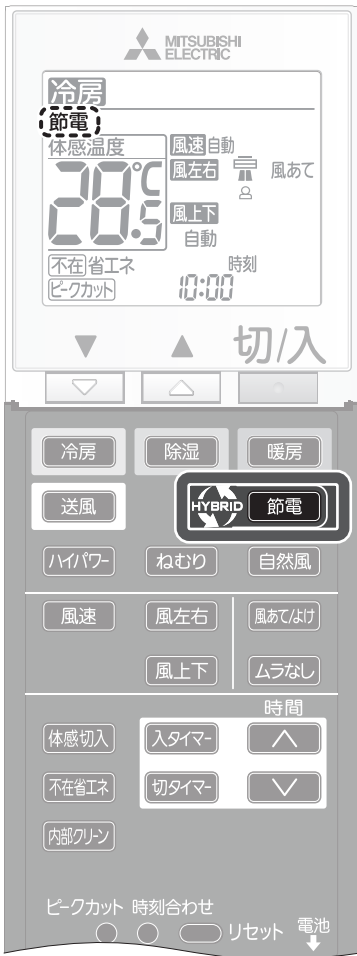 MITSUBISHI
ELECTRIC
冷房
節電
体感温度 風速 自動
28.5℃ 風左右 風あて
風上下
自動
不在 省エネ 時刻
ピークカット 10:00
切/入
冷房 除湿 暖房
送風 HYBRID 節電
ハイパワー ねむり 自然風
風速 風左右 風あて/よけ
風上下 ムラなし
時間
体感切入 入タイマー
不在省エネ 切タイマー
内部クリーン
ピークカット 時刻合わせ リセット 電池